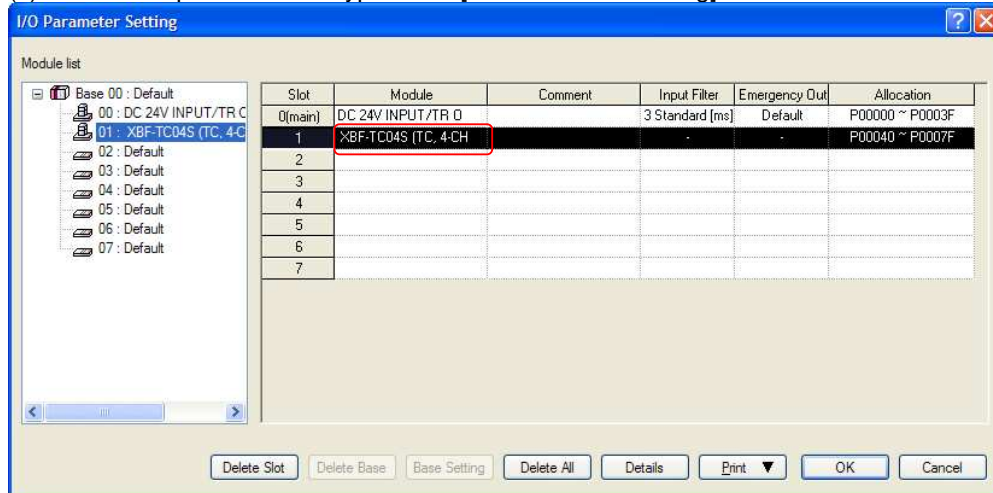 I/O Parameter Setting
Module list
Base 00 : Default
00 : DC 24V INPUT/TR O
01 : XBF-TC04S (TC, 4-C
02 : Default
03 : Default
04 : Default
05 : Default
06 : Default
07 : Default
Slot Module Comment Input Filter Emergency Out Allocation
0(main) DC 24V INPUT/TR O 3 Standard [ms] Default P00000 ~ P0003F
1 XBF-TC04S (TC, 4-CH - - P00040 ~ P0007F
2
3
4
5
6
7
Delete Slot Delete Base Base Setting Delete All Details Print ▼ OK Cancel